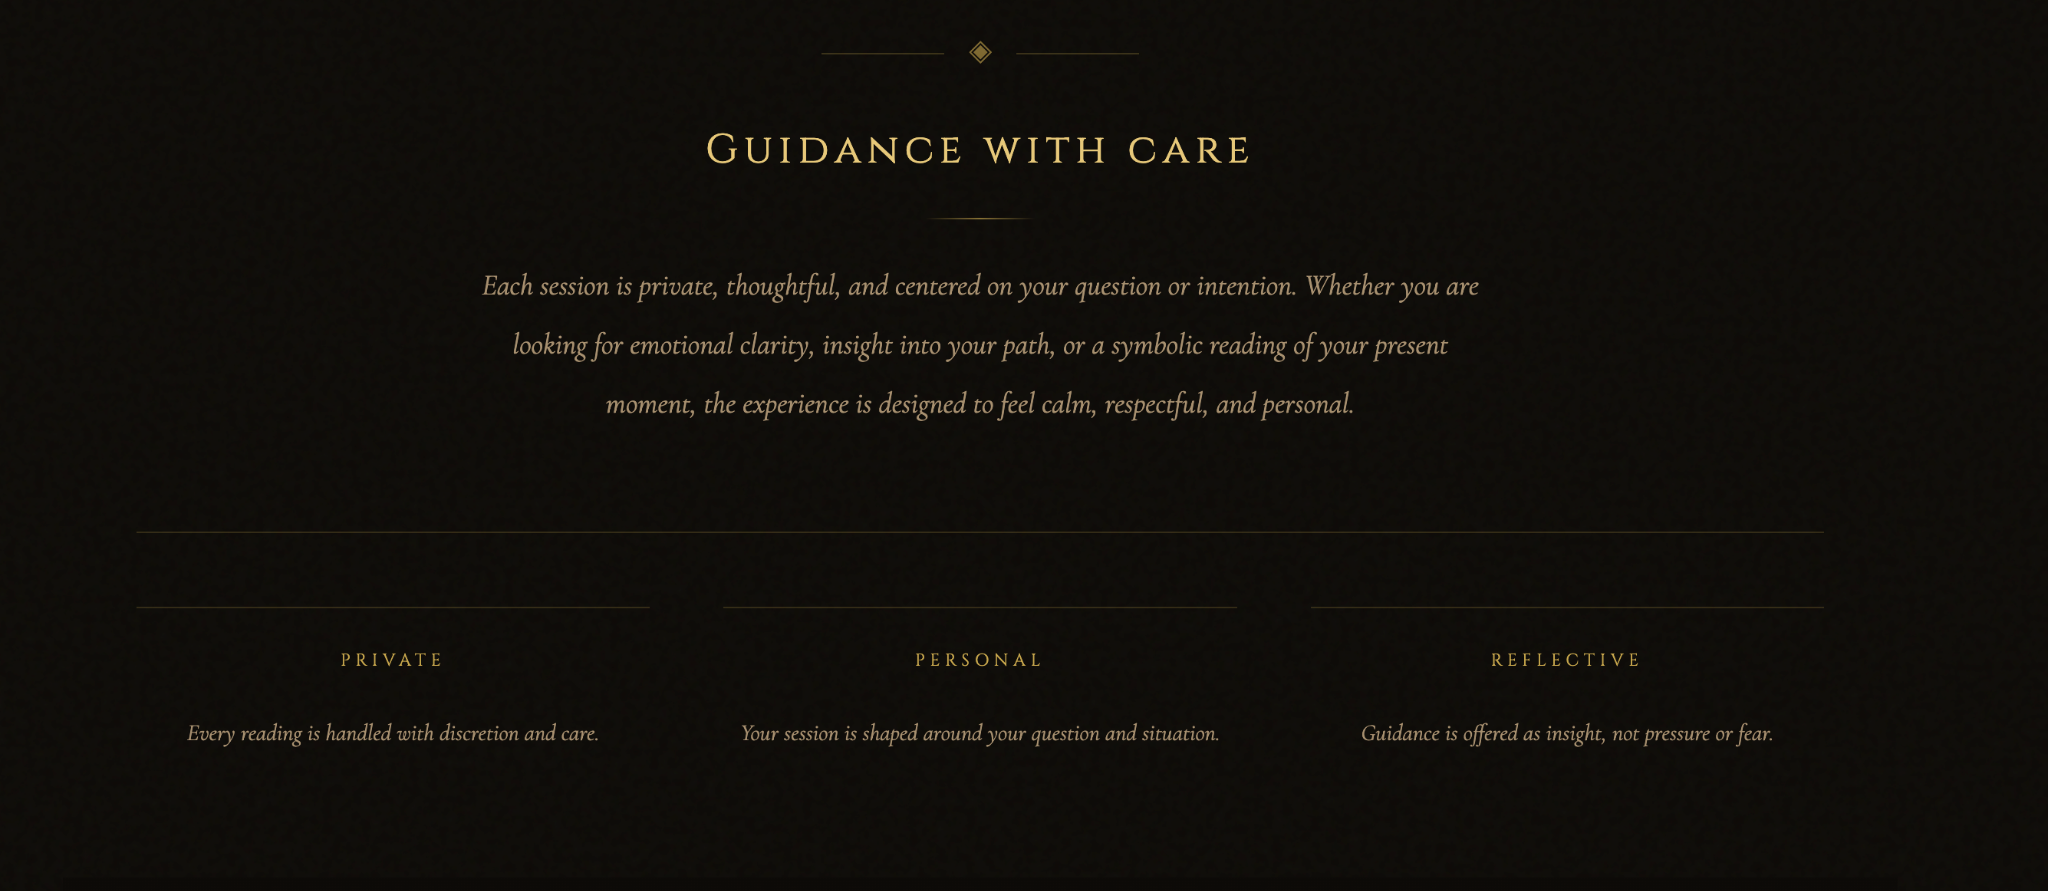 Guidance with care
Each session is private, thoughtful, and centered on your question or intention. Whether you are
looking for emotional clarity, insight into your path, or a symbolic reading of your present
moment, the experience is designed to feel calm, respectful, and personal.
PRIVATE
Every reading is handled with discretion and care.
PERSONAL
Your session is shaped around your question and situation.
REFLECTIVE
Guidance is offered as insight, not pressure or fear.